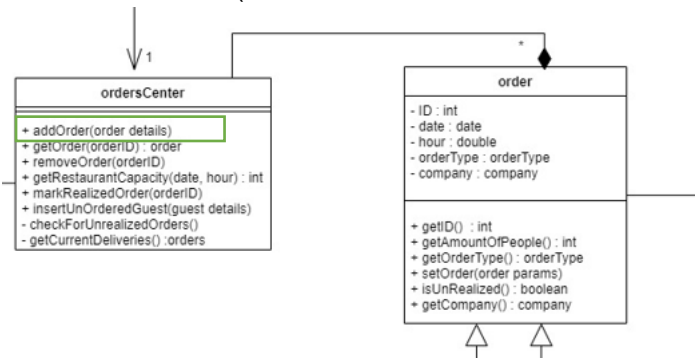 1
*
ordersCenter
+ addOrder(order details)
+ getOrder(orderID) : order
+ removeOrder(orderID)
+ getRestaurantCapacity(date, hour) : int
+ markRealizedOrder(orderID)
+ insertUnOrderedGuest(guest details)
- checkForUnrealizedOrders()
- getCurrentDeliveries() :orders
order
- ID : int
- date : date
- hour : double
- orderType : orderType
- company : company
+ getID() : int
+ getAmountOfPeople() : int
+ getOrderType() : orderType
+ setOrder(order params)
+ isUnRealized() : boolean
+ getCompany() : company